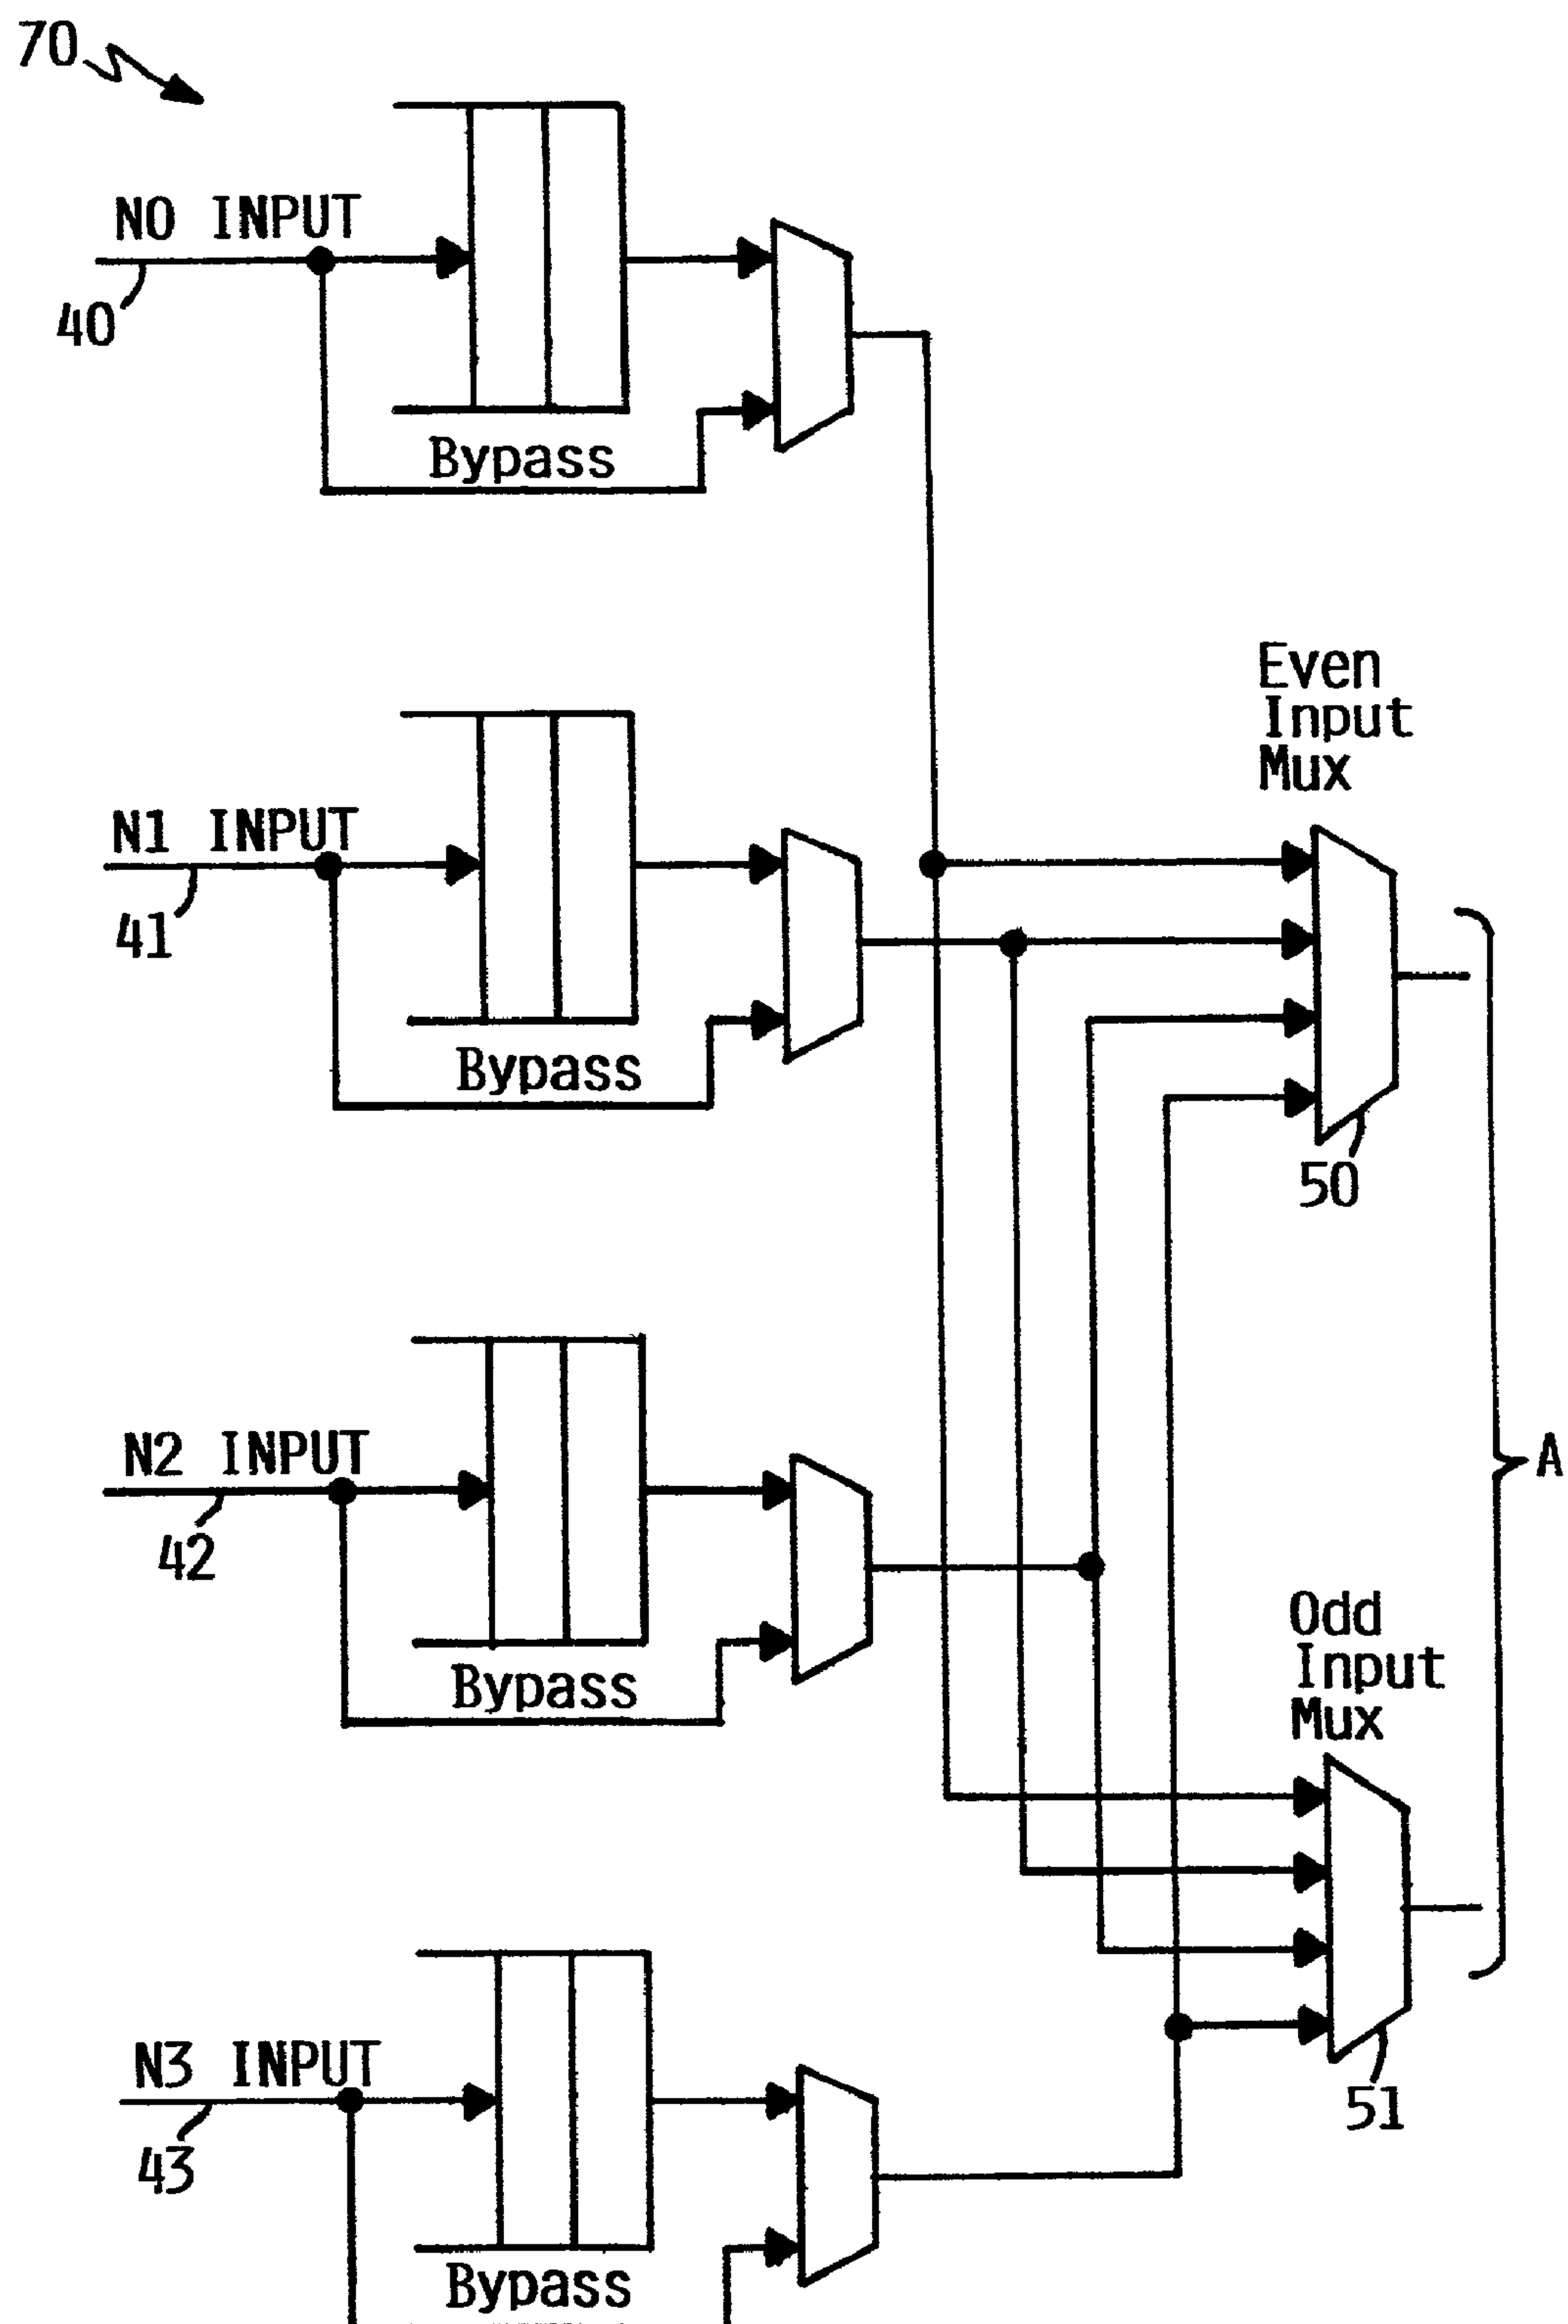 70
N0 INPUT
40
Bypass
N1 INPUT
41
Bypass
Even
Input
Mux
50
N2 INPUT
42
Bypass
A
Odd
Input
Mux
51
N3 INPUT
43
Bypass